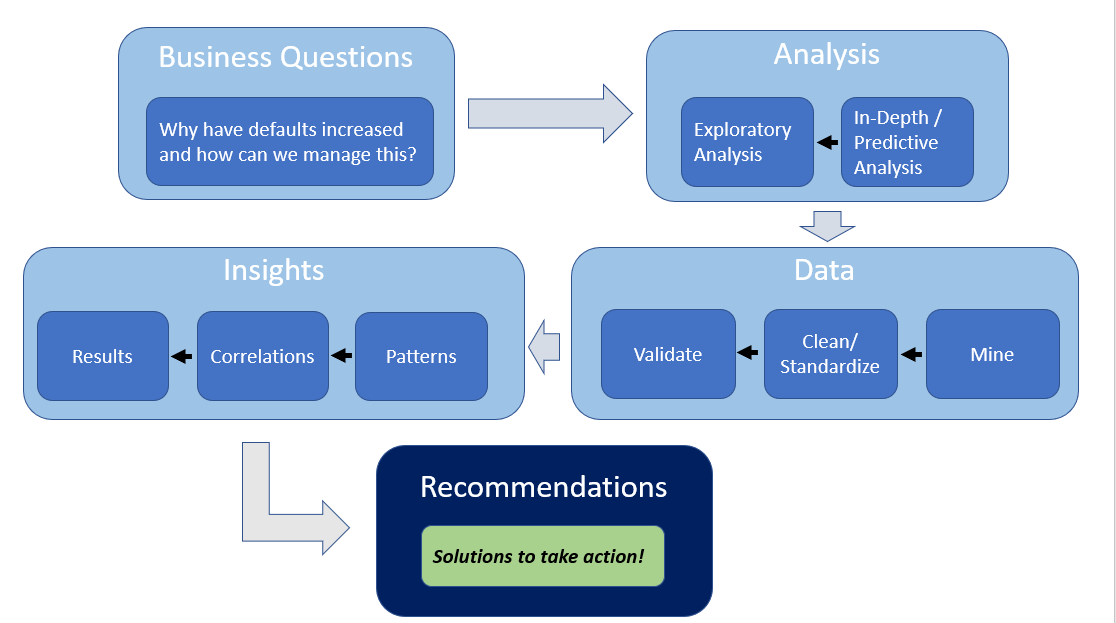 Business Questions
Why have defaults increased
and how can we manage this?
Analysis
Exploratory
Analysis
In-Depth /
Predictive
Analysis
Insights
Results
Correlations
Patterns
Data
Validate
Clean/
Standardize
Mine
Recommendations
Solutions to take action!